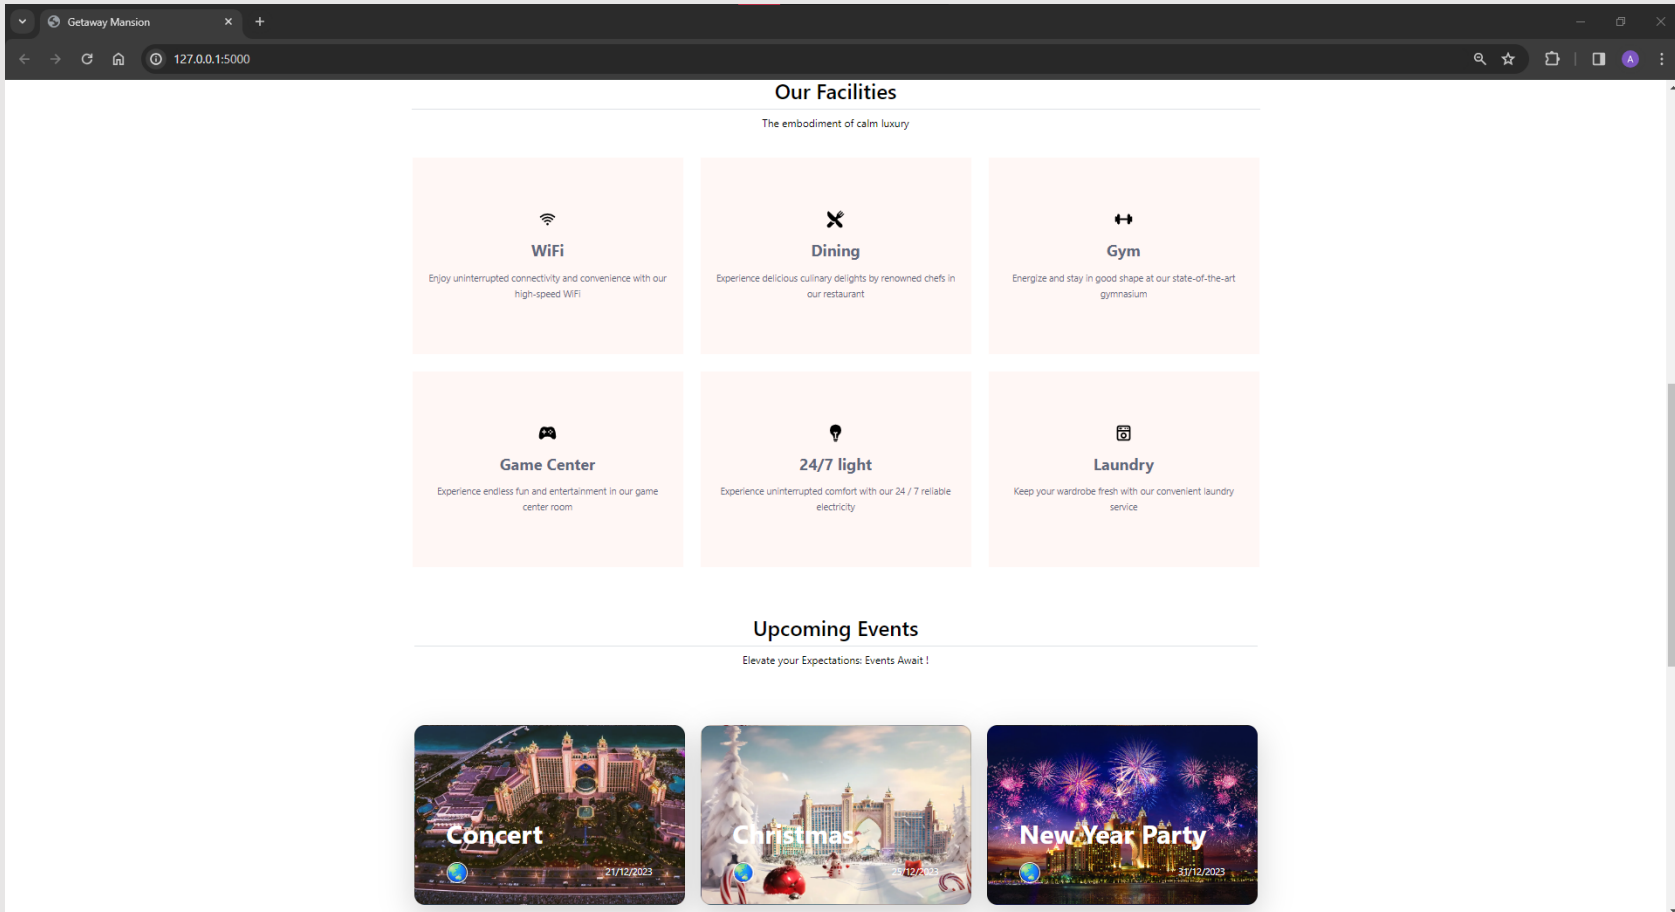 Getaway Mansion
127.0.0.1:5000
A
Our Facilities
The embodiment of calm luxury
WiFi
Enjoy uninterrupted connectivity and convenience with our
high-speed WiFi
Dining
Experience delicious culinary delights by renowned chefs in
our restaurant
Gym
Energize and stay in good shape at our state-of-the-art
gymnasium
Game Center
Experience endless fun and entertainment in our game
center room
24/7 light
Experience uninterrupted comfort with our 24 / 7 reliable
electricity
Laundry
Keep your wardrobe fresh with our convenient laundry
service
Upcoming Events
Elevate your Expectations: Events Await !
Concert
21/12/2023
Christmas
25/12/2023
New Year Party
31/12/2023